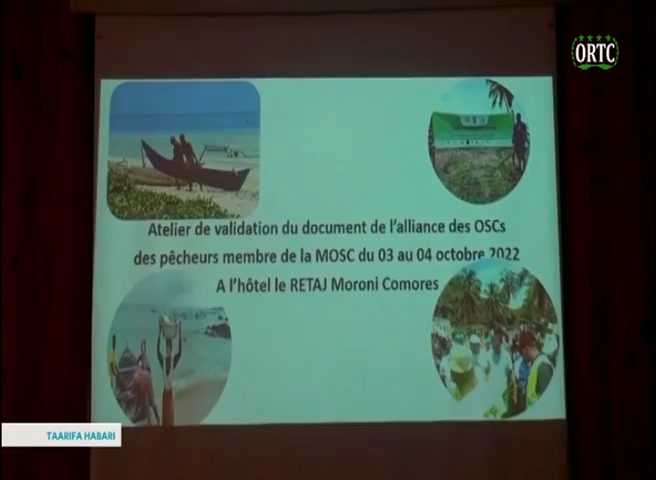 ORTC
Atelier de validation du document de l'alliance des OSCs
des pêcheurs membre de la MOSC du 03 au 04 octobre 2022
A l'hôtel le RETAJ Moroni Comores
TAARIFA HABARI